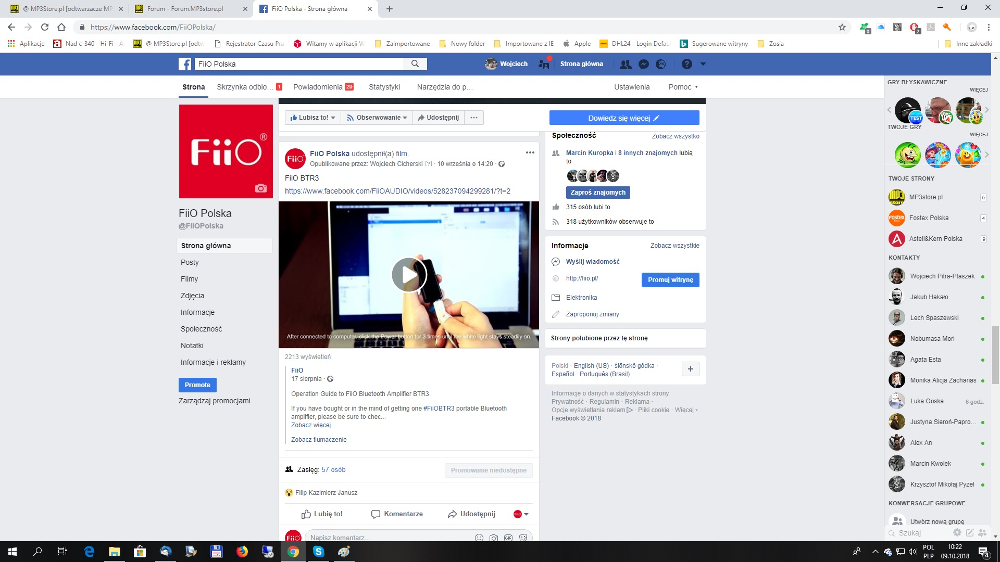 @ MP3Store.pl [odtwarzacze MP
Forum - Forum.MP3store.pl
FiiO Polska - Strona główna
https://www.facebook.com/FiiOPolska/
Aplikacje
Nad c-340 - Hi-Fi - A
@ MP3Store.pl [odtw
Rejestrator Czasu Pra
Witamy w aplikacji W
Zaimportowane
Nowy folder
Importowane z IE
Apple
DHL24 - Login Defau
Sugerowane witryny
Zosia
Inne zakładki
FiiO Polska
Wojciech
Strona główna
Strona
Skrzynka odbio... 1
Powiadomienia 29
Statystyki
Narzędzia do p...
Ustawienia
Pomoc
FiiO®
FiiO Polska
@FiiOPolska
Strona główna
Posty
Filmy
Zdjęcia
Informacje
Społeczność
Notatki
Informacje i reklamy
Promote
Zarządzaj promocjami
Lubisz to!
Obserwowanie
Udostępnij
Dowiedz się więcej
FiiO
FiiO Polska udostępnił(a) film.
Opublikowane przez: Wojciech Cicherski [?] · 10 września o 14:20 ·
FiiO BTR3
https://www.facebook.com/FiiOAUDIO/videos/528237094299281/?t=2
After connected to computer, click the Power button for 3 times until the white light stays steadily on.
2213 wyświetleń
FiiO
17 sierpnia ·
Operation Guide to FiiO Bluetooth Amplifier BTR3
If you have bought or in the mind of getting one #FiiOBTR3 portable Bluetooth
amplifier, please be sure to chec...
Zobacz więcej
Zobacz tłumaczenie
Zasięg: 57 osób
Promowanie niedostępne
Filip Kazimierz Janusz
Lubię to!
Komentarze
Udostępnij
FiiO
FiiO
Napisz komentarz...
GIF
Społeczność
Zobacz wszystko
Marcin Kuropka i 8 innych znajomych lubią
to
Zaproś znajomych
315 osób lubi to
318 użytkowników obserwuje to
Informacje
Zobacz wszystkie
Wyślij wiadomość
http://fiio.pl/
Promuj witrynę
Elektronika
Zaproponuj zmiany
Strony polubione przez tę stronę
Polski · English (US) · ślōnskŏ gŏdka ·
Español · Português (Brasil)
Informacje o danych w statystykach strony
Prywatność · Regulamin · Reklama ·
Opcje wyświetlania reklam · Pliki cookie · Więcej
Facebook © 2018
GRY BŁYSKAWICZNE
WIĘCEJ
TEST
TWOJE GRY
WIĘCEJ
TWOJE STRONY
MP3store.pl 5
Fostex Polska 4
Astell&Kern Polska 9
KONTAKTY
Wojciech Pitra-Ptaszek
Jakub Hakało
Lech Spaszewski
Nobumasa Mori
Agata Esta
Monika Alicja Zacharias
Luka Goska 6 godz.
Justyna Sieroń-Papro...
Alex An
Marcin Kwolek
Krzysztof Mikołaj Pyzel
KONWERSACJE GRUPOWE
Utwórz nową grupę
Szukaj
POL
PLP
10:22
09.10.2018
4